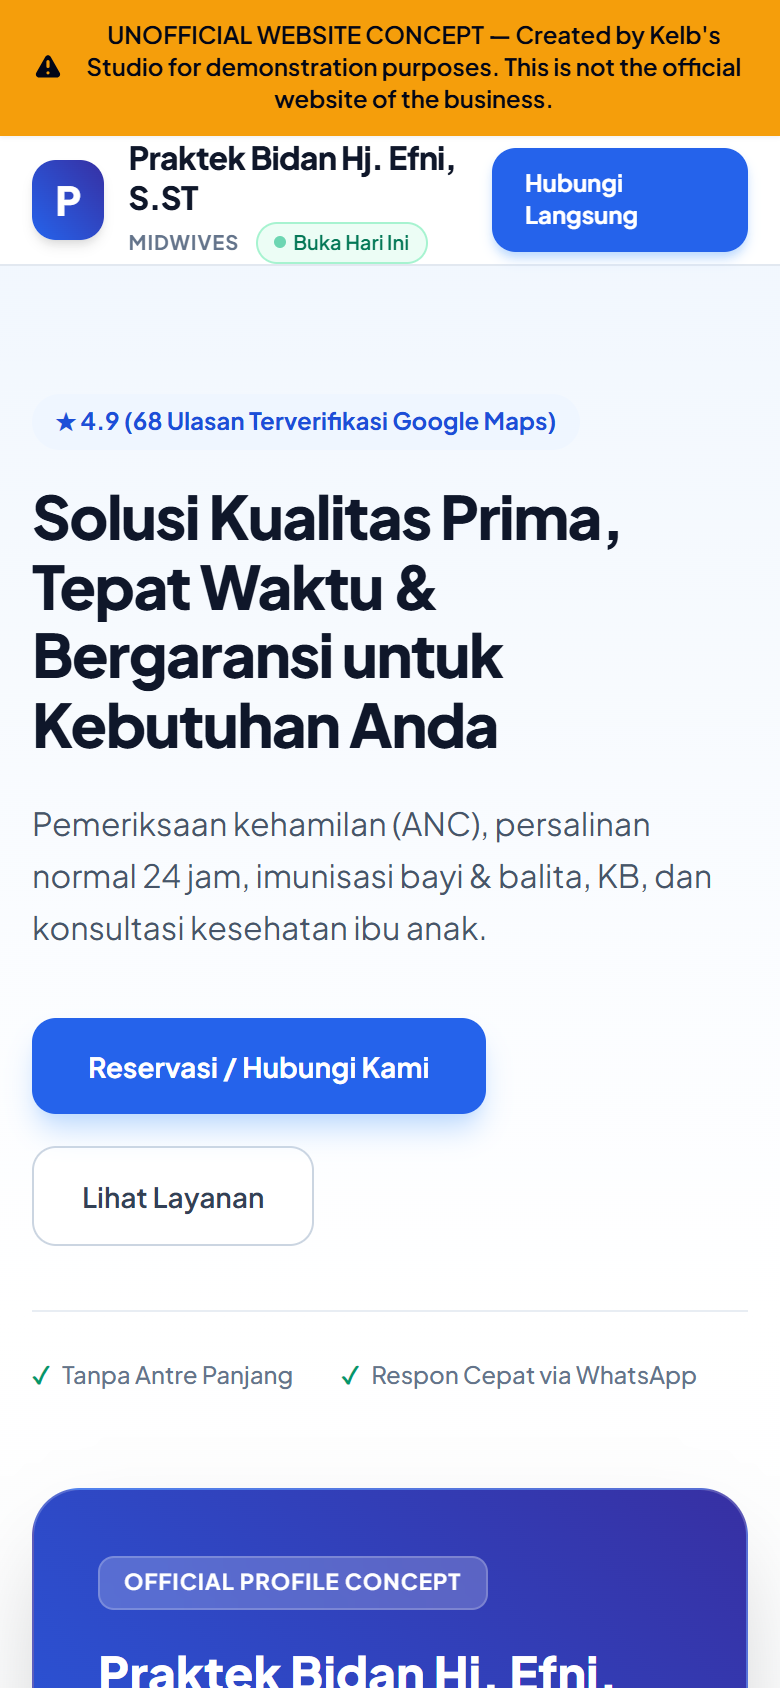 UNOFFICIAL WEBSITE CONCEPT — Created by Kelb's
Studio for demonstration purposes. This is not the official
website of the business.
P
Praktek Bidan Hj. Efni,
S.ST
MIDWIVES
Buka Hari Ini
Hubungi
Langsung
★ 4.9 (68 Ulasan Terverifikasi Google Maps)
Solusi Kualitas Prima,
Tepat Waktu &
Bergaransi untuk
Kebutuhan Anda
Pemeriksaan kehamilan (ANC), persalinan
normal 24 jam, imunisasi bayi & balita, KB, dan
konsultasi kesehatan ibu anak.
Reservasi / Hubungi Kami
Lihat Layanan
✓ Tanpa Antre Panjang
✓ Respon Cepat via WhatsApp
OFFICIAL PROFILE CONCEPT
Praktek Bidan Hj. Efni,